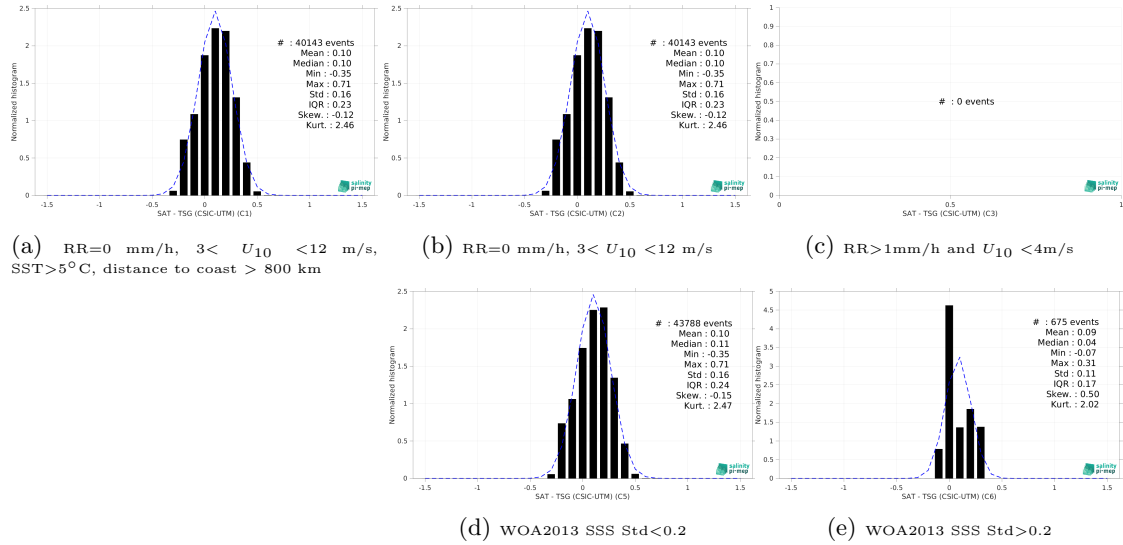 2.5
2
1.5
1
0.5
0
Normalized histogram
# : 40143 events
Mean : 0.10
Median : 0.10
Min : -0.35
Max : 0.71
Std : 0.16
IQR : 0.23
Skew. : -0.12
Kurt. : 2.46
salinity
pi-mep
-1.5 -1 -0.5 0 0.5 1 1.5
SAT - TSG (CSIC-UTM) (C1)
(a) RR=0 mm/h, 3< U10 <12 m/s,
SST>5°C, distance to coast > 800 km
2.5
2
1.5
1
0.5
0
Normalized histogram
# : 40143 events
Mean : 0.10
Median : 0.10
Min : -0.35
Max : 0.71
Std : 0.16
IQR : 0.23
Skew. : -0.12
Kurt. : 2.46
salinity
pi-mep
-1.5 -1 -0.5 0 0.5 1 1.5
SAT - TSG (CSIC-UTM) (C2)
(b) RR=0 mm/h, 3< U10 <12 m/s
1
0.9
0.8
0.7
0.6
0.5
0.4
0.3
0.2
0.1
0
Normalized histogram
# : 0 events
salinity
pi-mep
0 0.5 1
SAT - TSG (CSIC-UTM) (C3)
(c) RR>1mm/h and U10 <4m/s
2.5
2
1.5
1
0.5
0
Normalized histogram
# : 43788 events
Mean : 0.10
Median : 0.11
Min : -0.35
Max : 0.71
Std : 0.16
IQR : 0.24
Skew. : -0.15
Kurt. : 2.47
salinity
pi-mep
-1.5 -1 -0.5 0 0.5 1 1.5
SAT - TSG (CSIC-UTM) (C5)
(d) WOA2013 SSS Std<0.2
5
4.5
4
3.5
3
2.5
2
1.5
1
0.5
0
Normalized histogram
# : 675 events
Mean : 0.09
Median : 0.04
Min : -0.07
Max : 0.31
Std : 0.11
IQR : 0.17
Skew. : 0.50
Kurt. : 2.02
salinity
pi-mep
-1.5 -1 -0.5 0 0.5 1 1.5
SAT - TSG (CSIC-UTM) (C6)
(e) WOA2013 SSS Std>0.2